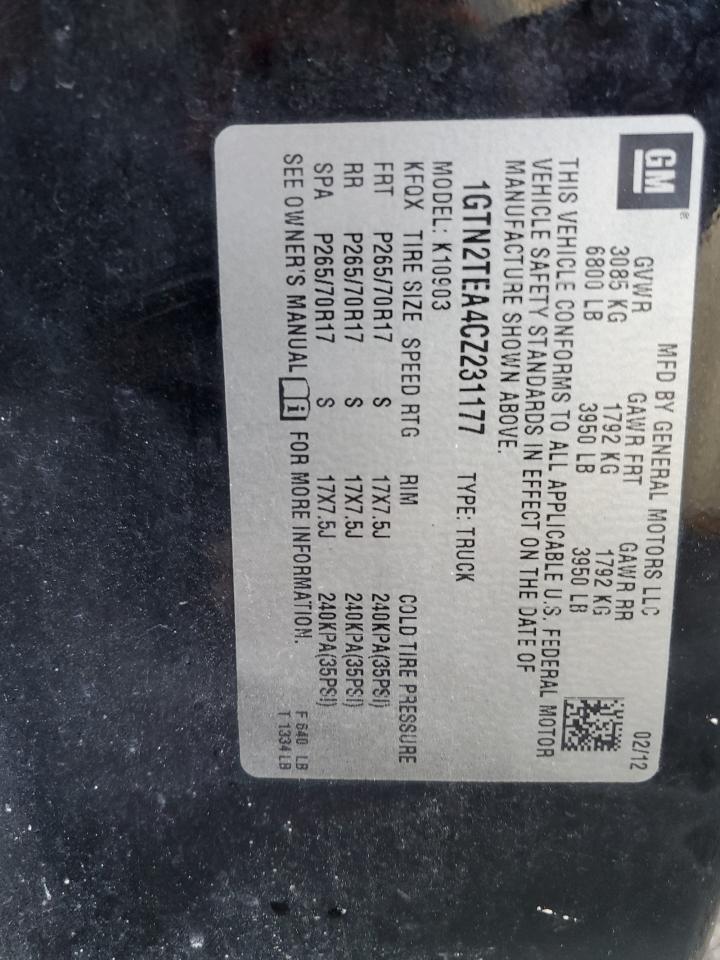 GM ®
MFD BY GENERAL MOTORS LLC 02/12
GVWR GAWR FRT GAWR RR
3085 KG 1792 KG 1792 KG
6800 LB 3950 LB 3950 LB
THIS VEHICLE CONFORMS TO ALL APPLICABLE U.S. FEDERAL MOTOR
VEHICLE SAFETY STANDARDS IN EFFECT ON THE DATE OF
MANUFACTURE SHOWN ABOVE.
1GTN2TEA4CZ231177 TYPE: TRUCK
MODEL: K10903
KFQX TIRE SIZE SPEED RTG RIM COLD TIRE PRESSURE
FRT P265/70R17 S 17X7.5J 240KPA(35PSI)
RR P265/70R17 S 17X7.5J 240KPA(35PSI)
SPA P265/70R17 S 17X7.5J 240KPA(35PSI)
SEE OWNER'S MANUAL i FOR MORE INFORMATION.
F 640 LB
T 1334 LB